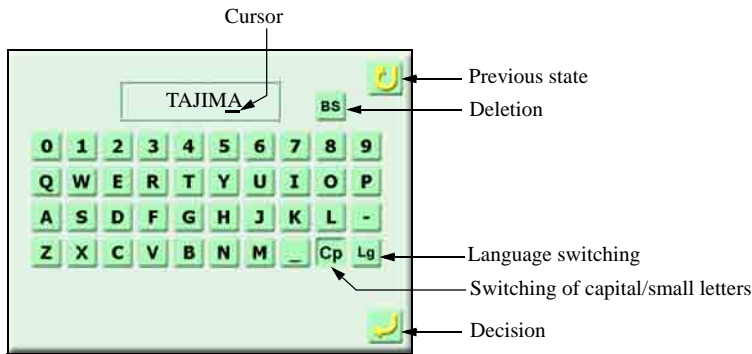 Cursor
Previous state
TAJIMA
BS
Deletion
0 1 2 3 4 5 6 7 8 9
Q W E R T Y U I O P
A S D F G H J K L -
Z X C V B N M _ Cp Lg
Language switching
Switching of capital/small letters
Decision